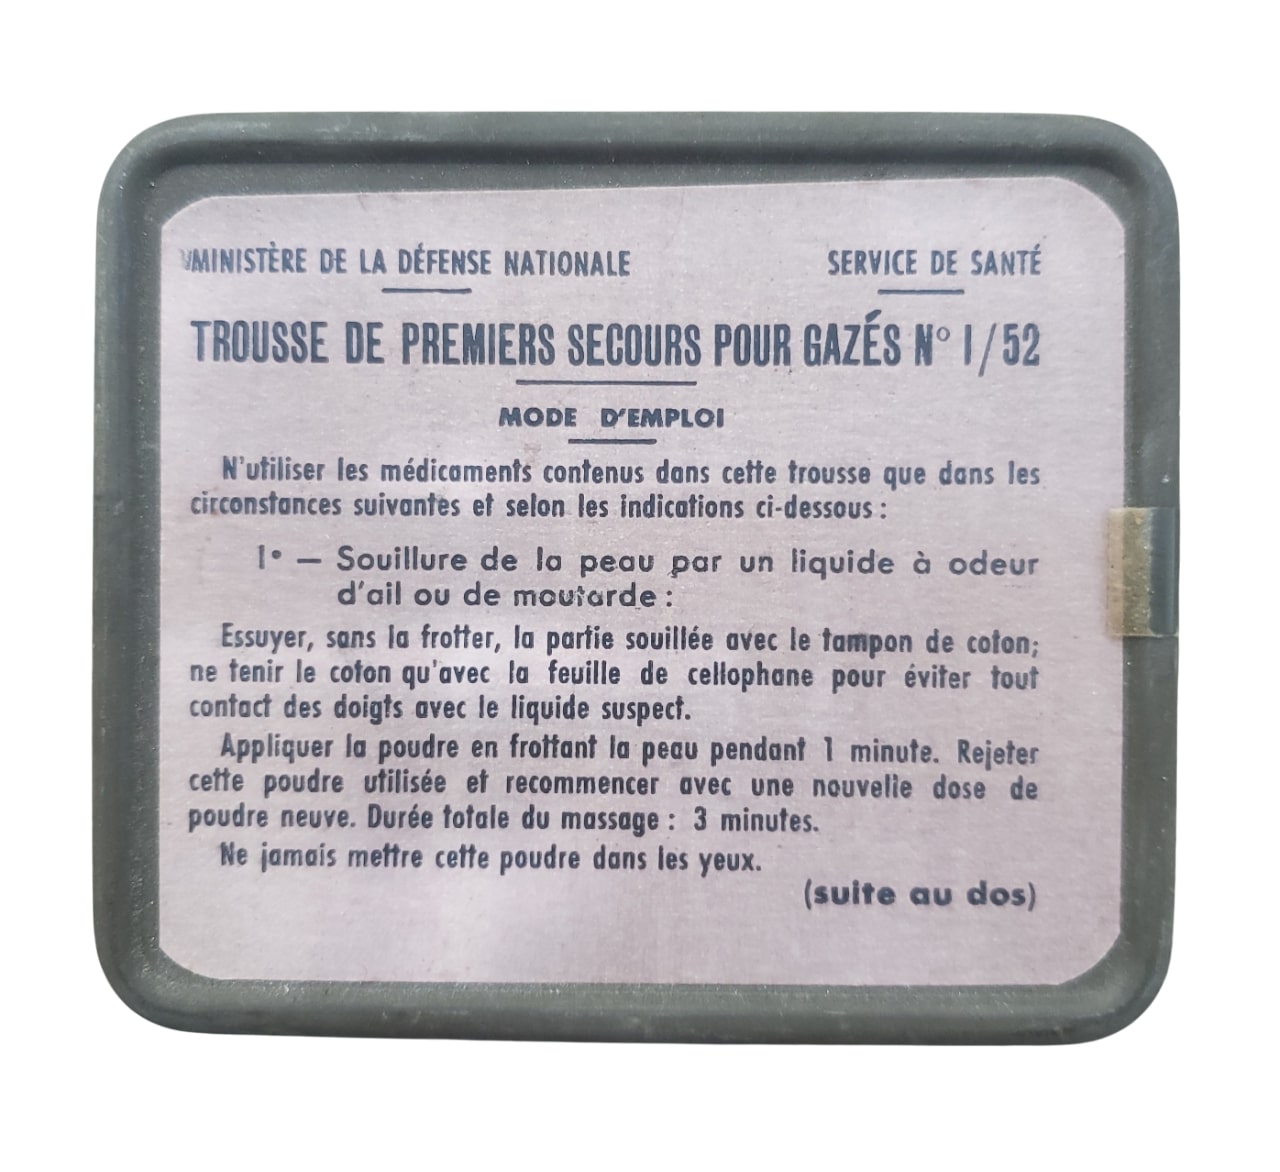 MINISTÈRE DE LA DÉFENSE NATIONALE SERVICE DE SANTÉ
TROUSSE DE PREMIERS SECOURS POUR GAZÉS N° 1/52
MODE D'EMPLOI
N'utiliser les médicaments contenus dans cette trousse que dans les
circonstances suivantes et selon les indications ci-dessous :
1° — Souillure de la peau par un liquide à odeur
d'ail ou de moutarde :
Essuyer, sans la frotter, la partie souillée avec le tampon de coton;
ne tenir le coton qu'avec la feuille de cellophane pour éviter tout
contact des doigts avec le liquide suspect.
Appliquer la poudre en frottant la peau pendant 1 minute. Rejeter
cette poudre utilisée et recommencer avec une nouvelle dose de
poudre neuve. Durée totale du massage : 3 minutes.
Ne jamais mettre cette poudre dans les yeux.
(suite au dos)